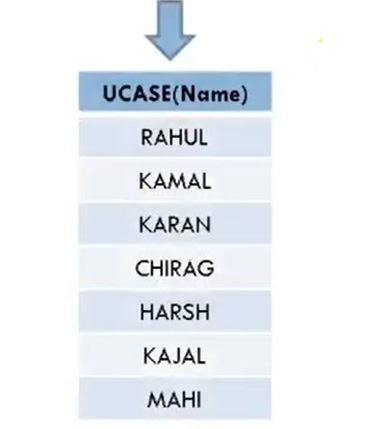 UCASE(Name)
RAHUL
KAMAL
KARAN
CHIRAG
HARSH
KAJAL
MAHI